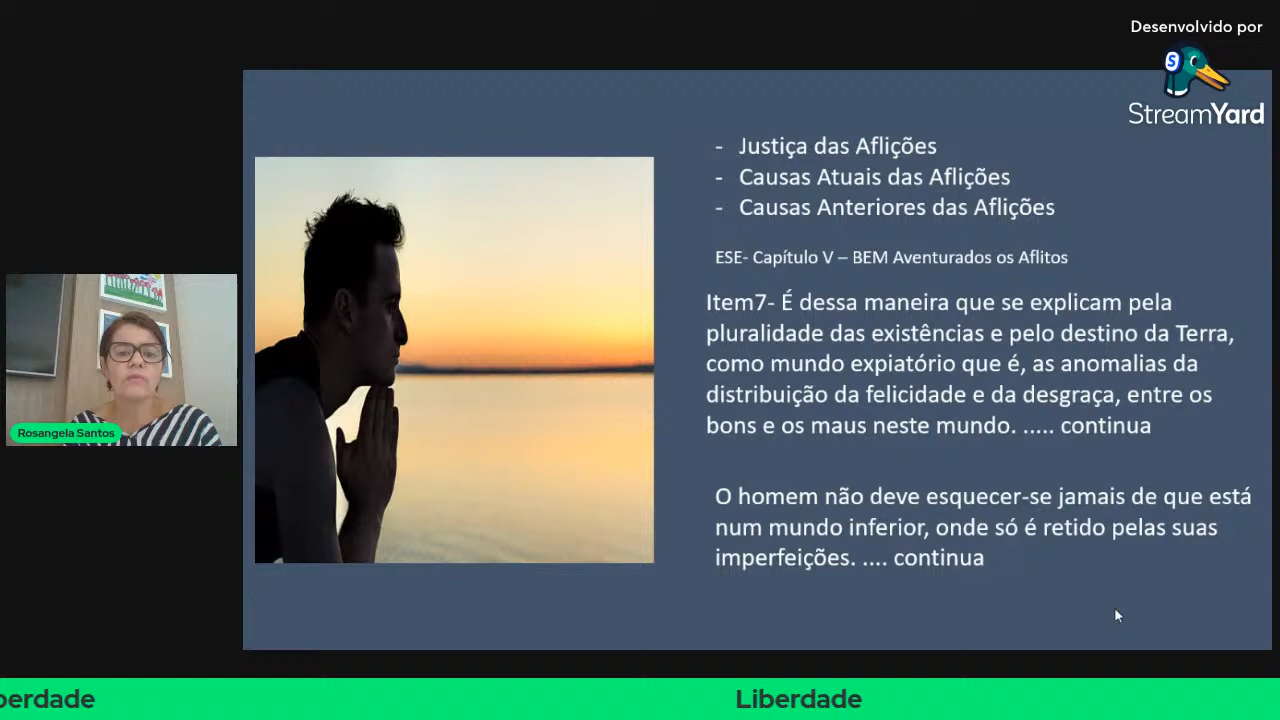 Desenvolvido por
StreamYard
- Justiça das Aflições
- Causas Atuais das Aflições
- Causas Anteriores das Aflições
ESE- Capítulo V – BEM Aventurados os Aflitos
Item7- É dessa maneira que se explicam pela
pluralidade das existências e pelo destino da Terra,
como mundo expiatório que é, as anomalias da
distribuição da felicidade e da desgraça, entre os
bons e os maus neste mundo. ..... continua
O homem não deve esquecer-se jamais de que está
num mundo inferior, onde só é retido pelas suas
imperfeições. .... continua
Rosangela Santos
berdade
Liberdade